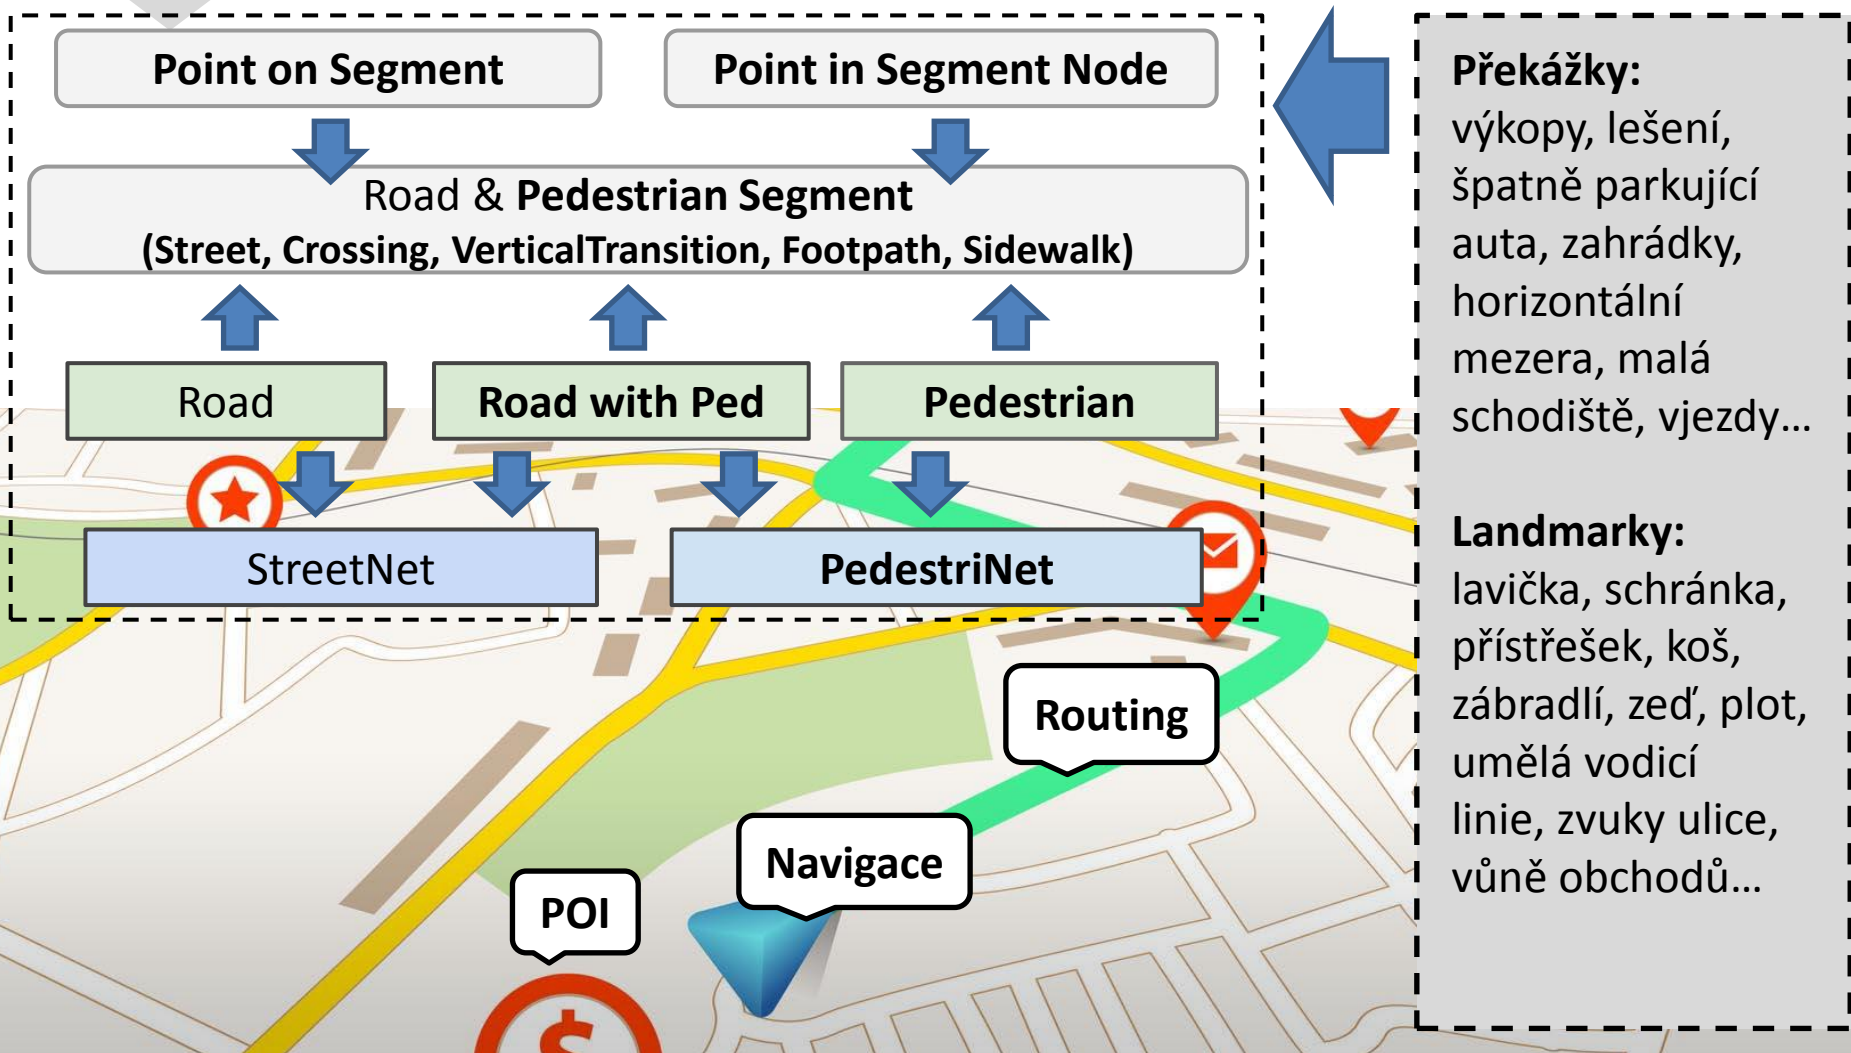 Point on Segment
Point in Segment Node
Road & Pedestrian Segment
(Street, Crossing, VerticalTransition, Footpath, Sidewalk)
Road
Road with Ped
Pedestrian
StreetNet
PedestriNet
Routing
Navigace
POI
$
Překážky:
výkopy, lešení,
špatně parkující
auta, zahrádky,
horizontální
mezera, malá
schodiště, vjezdy...
Landmarky:
lavička, schránka,
přístřešek, koš,
zábradlí, zeď, plot,
umělá vodicí
linie, zvuky ulice,
vůně obchodů...